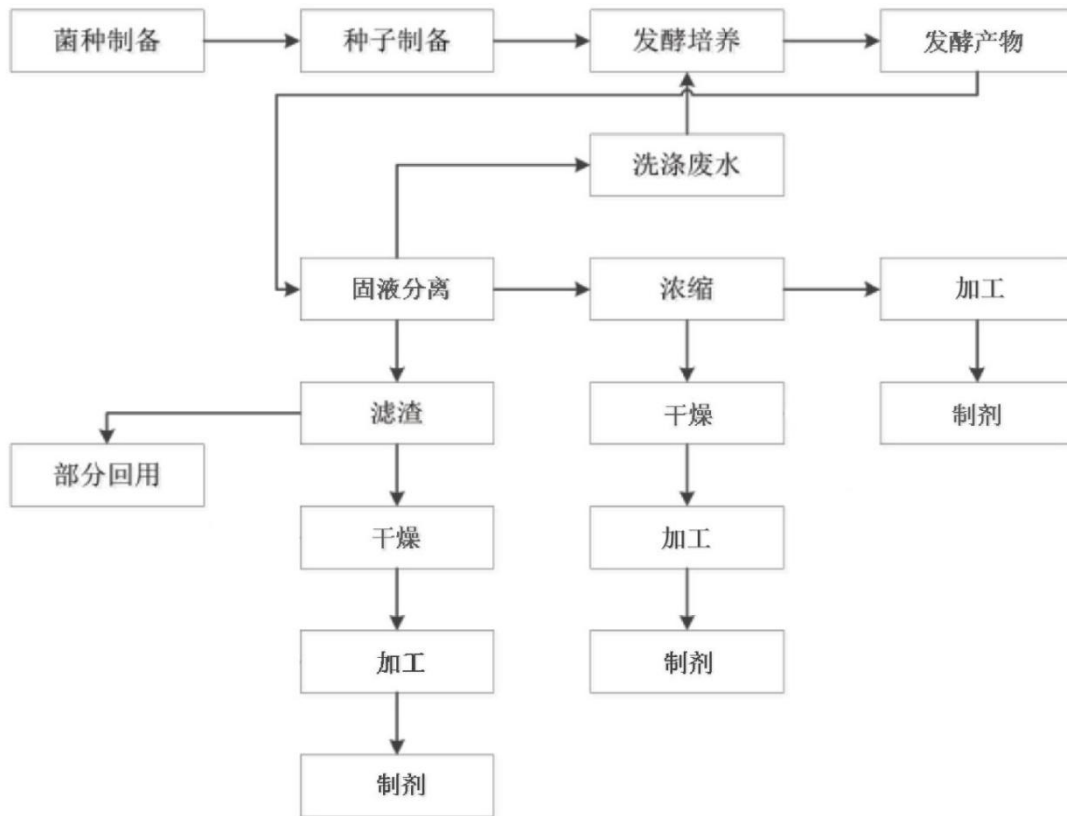 菌种制备
种子制备
发酵培养
发酵产物
洗涤废水
固液分离
浓缩
加工
滤渣
干燥
制剂
部分回用
干燥
加工
加工
制剂
制剂